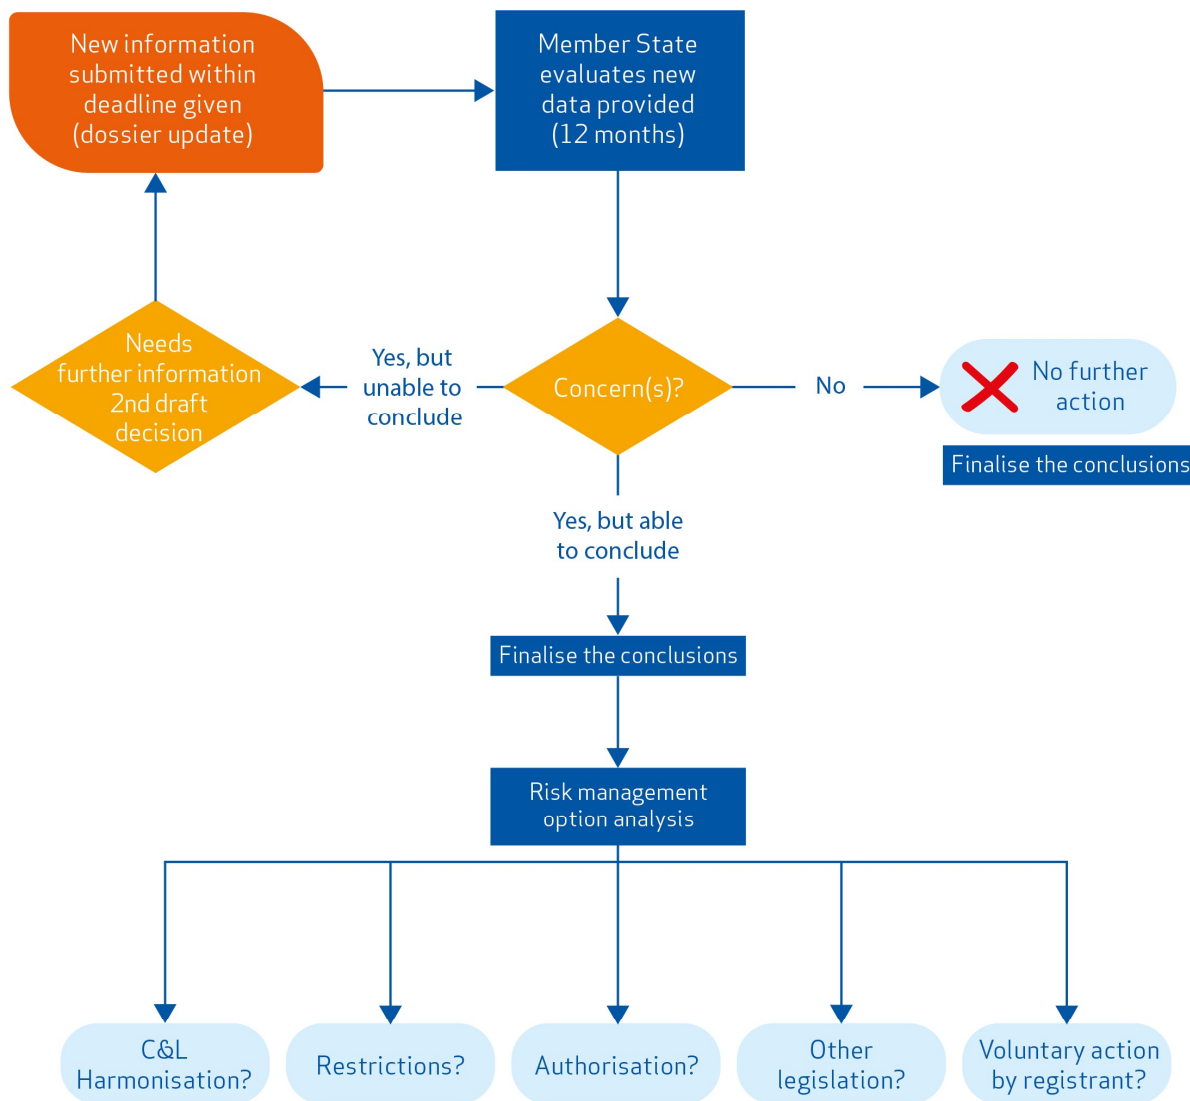 New information
submitted within
deadline given
(dossier update)
Member State
evaluates new
data provided
(12 months)
Needs
further information
2nd draft
decision
Yes, but
unable to
conclude
Concern(s)?
No
No further
action
Finalise the conclusions
Yes, but able
to conclude
Finalise the conclusions
Risk management
option analysis
C&L
Harmonisation?
Restrictions?
Authorisation?
Other
legislation?
Voluntary action
by registrant?